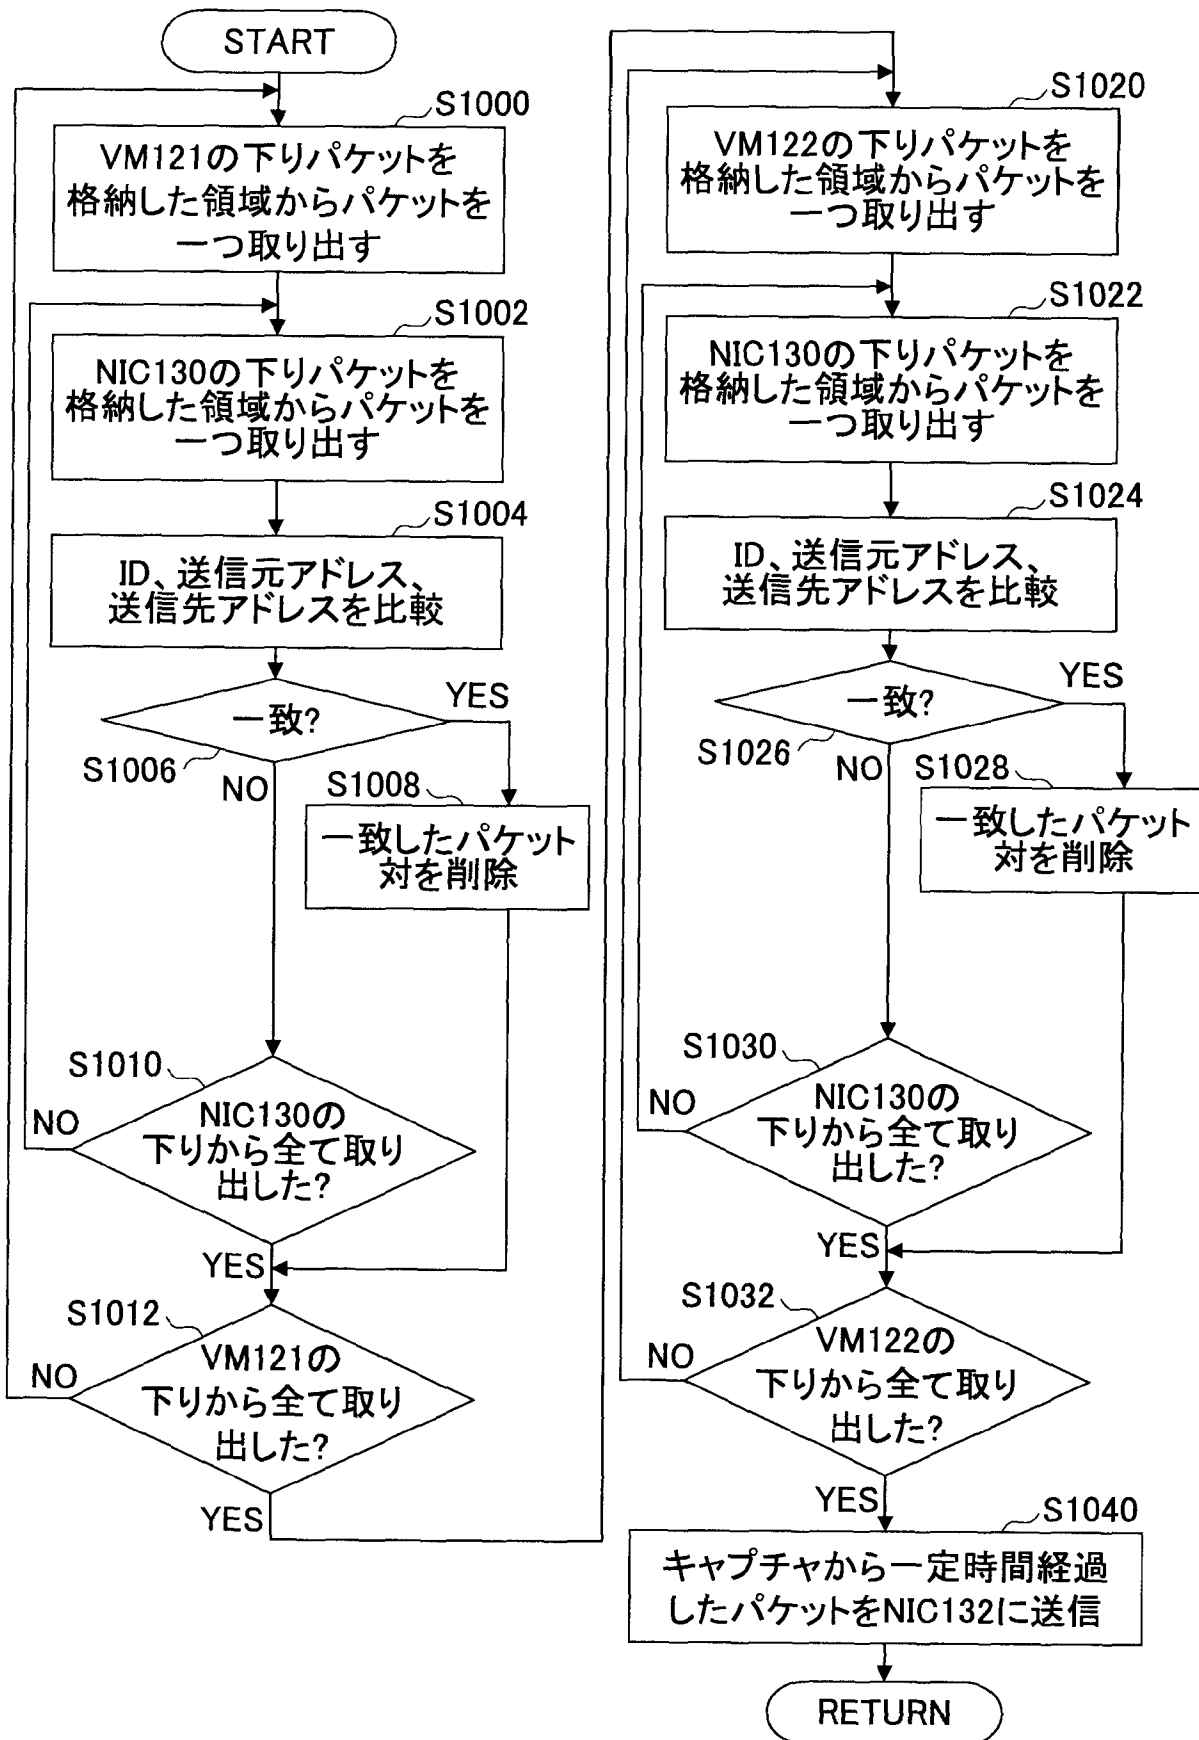 START
S1000
VM121の下りパケットを
格納した領域からパケットを
一つ取り出す
S1002
NIC130の下りパケットを
格納した領域からパケットを
一つ取り出す
S1004
ID、送信元アドレス、
送信先アドレスを比較
一致?
YES
S1006
NO
S1008
一致したパケット
対を削除
S1010
NIC130の
下りから全て取り
出した?
NO
YES
S1012
VM121の
下りから全て取り
出した?
NO
YES
S1020
VM122の下りパケットを
格納した領域からパケットを
一つ取り出す
S1022
NIC130の下りパケットを
格納した領域からパケットを
一つ取り出す
S1024
ID、送信元アドレス、
送信先アドレスを比較
一致?
YES
S1026
NO
S1028
一致したパケット
対を削除
S1030
NIC130の
下りから全て取り
出した?
NO
YES
S1032
VM122の
下りから全て取り
出した?
NO
YES
S1040
キャプチャから一定時間経過
したパケットをNIC132に送信
RETURN